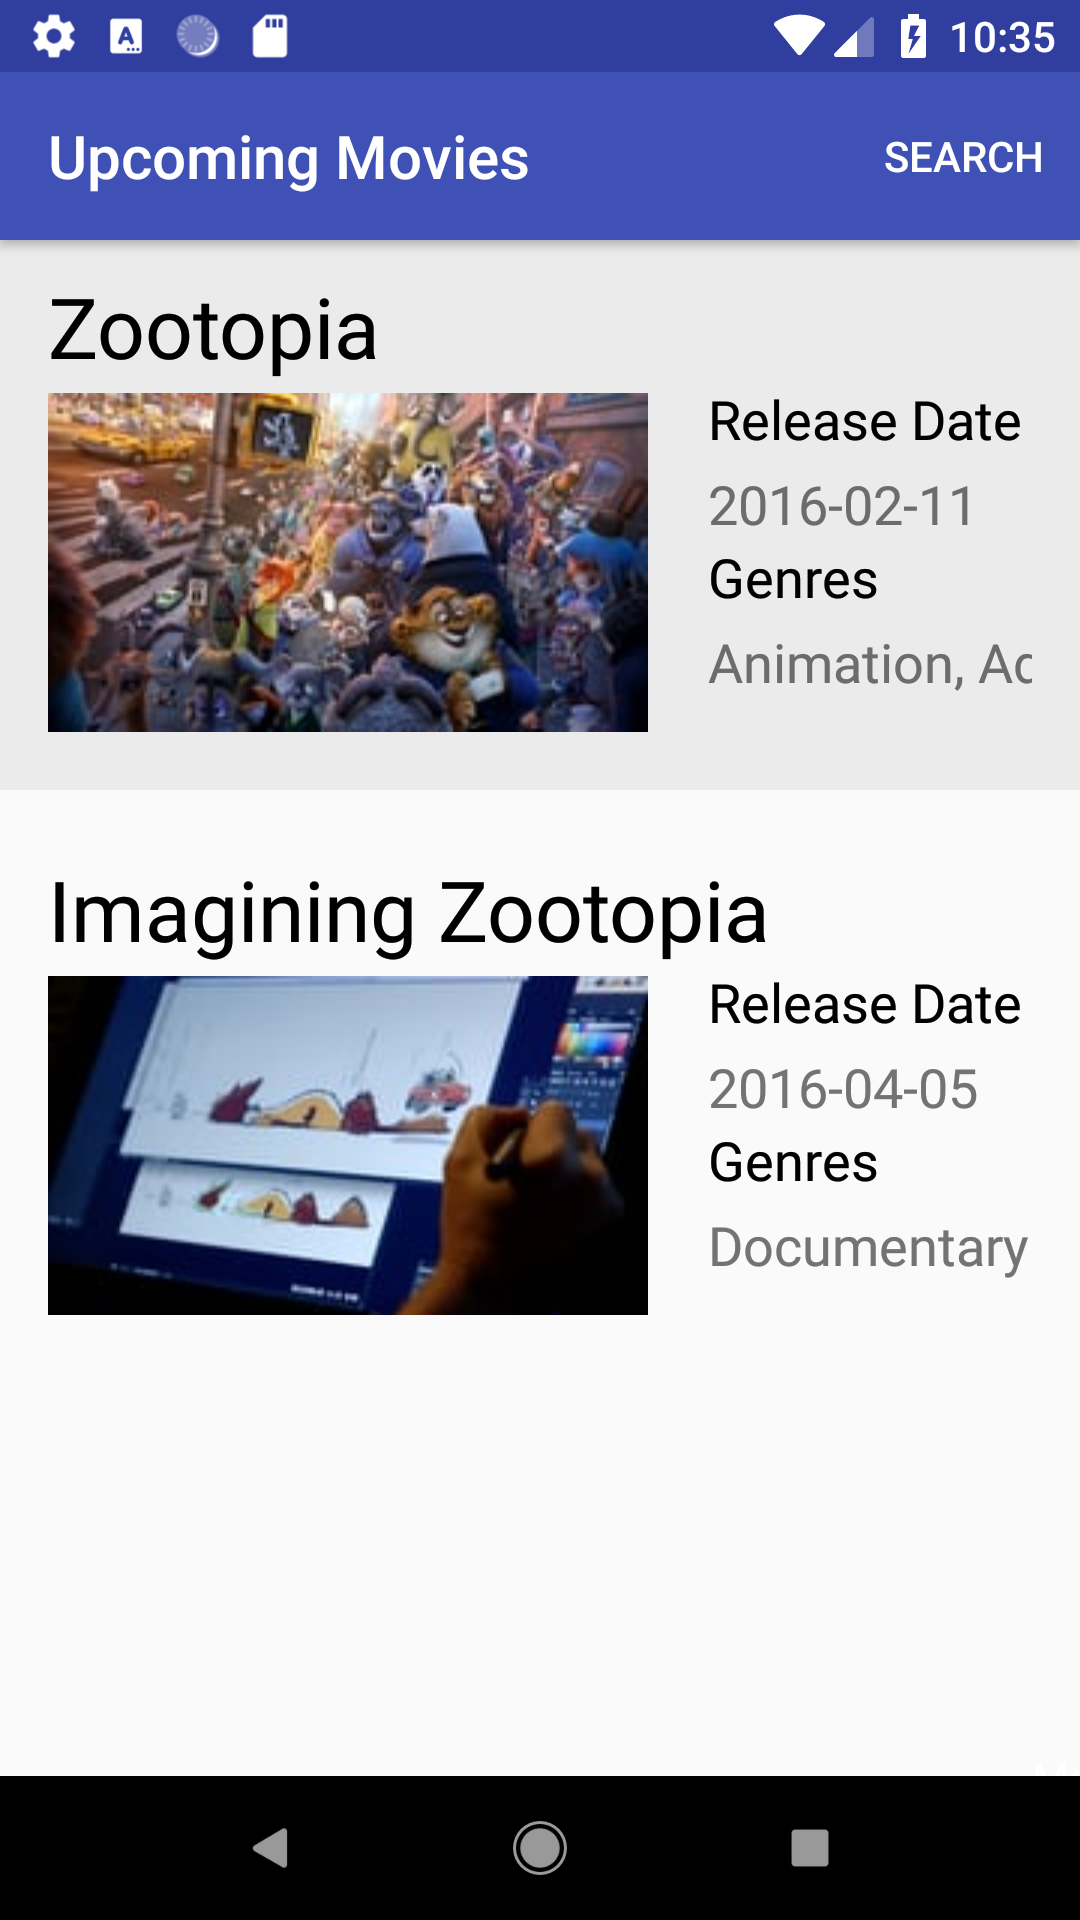 10:35
Upcoming Movies
SEARCH
Zootopia
Release Date
2016-02-11
Genres
Animation, Ac
Imagining Zootopia
Release Date
2016-04-05
Genres
Documentary